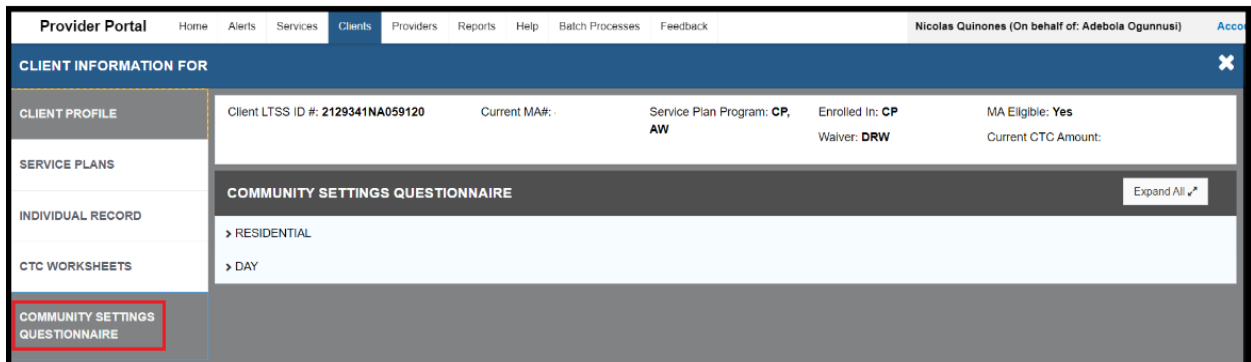 Provider Portal Home Alerts Services Clients Providers Reports Help Batch Processes Feedback Nicolas Quinones (On behalf of: Adebola Ogunnusi)
CLIENT INFORMATION FOR
CLIENT PROFILE
SERVICE PLANS
INDIVIDUAL RECORD
CTC WORKSHEETS
COMMUNITY SETTINGS
QUESTIONNAIRE
Client LTSS ID #: 2129341NA059120 Current MA#: Service Plan Program: CP, Enrolled In: CP MA Eligible: Yes
AW Waiver: DRW Current CTC Amount:
COMMUNITY SETTINGS QUESTIONNAIRE Expand All
RESIDENTIAL
DAY